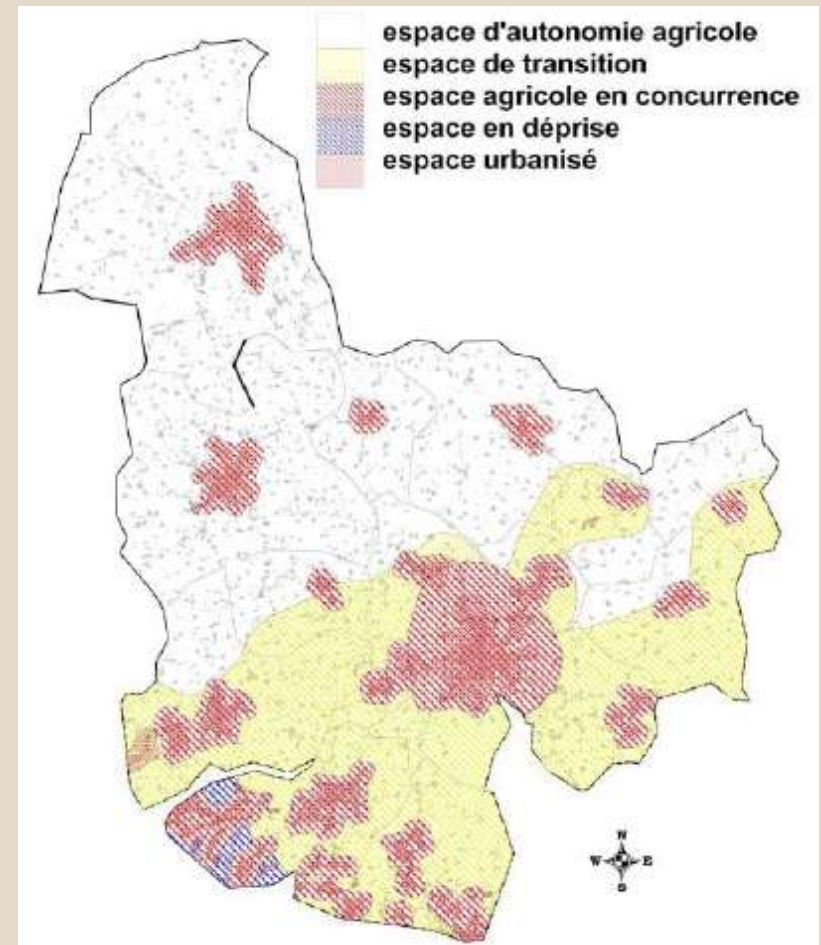 espace d'autonomie agricole
espace de transition
espace agricole en concurrence
espace en déprise
espace urbanisé
N
W E
S